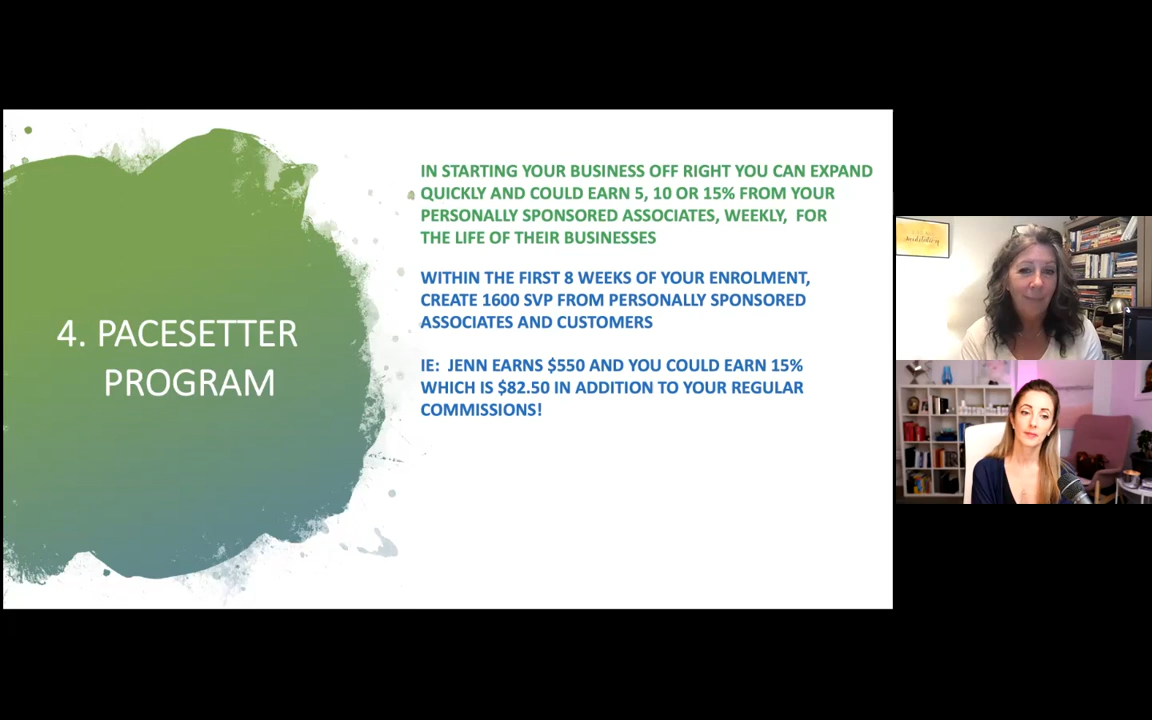 4. PACESETTER
PROGRAM
IN STARTING YOUR BUSINESS OFF RIGHT YOU CAN EXPAND
QUICKLY AND COULD EARN 5, 10 OR 15% FROM YOUR
PERSONALLY SPONSORED ASSOCIATES, WEEKLY, FOR
THE LIFE OF THEIR BUSINESSES
WITHIN THE FIRST 8 WEEKS OF YOUR ENROLMENT,
CREATE 1600 SVP FROM PERSONALLY SPONSORED
ASSOCIATES AND CUSTOMERS
IE: JENN EARNS $550 AND YOU COULD EARN 15%
WHICH IS $82.50 IN ADDITION TO YOUR REGULAR
COMMISSIONS!
meditation